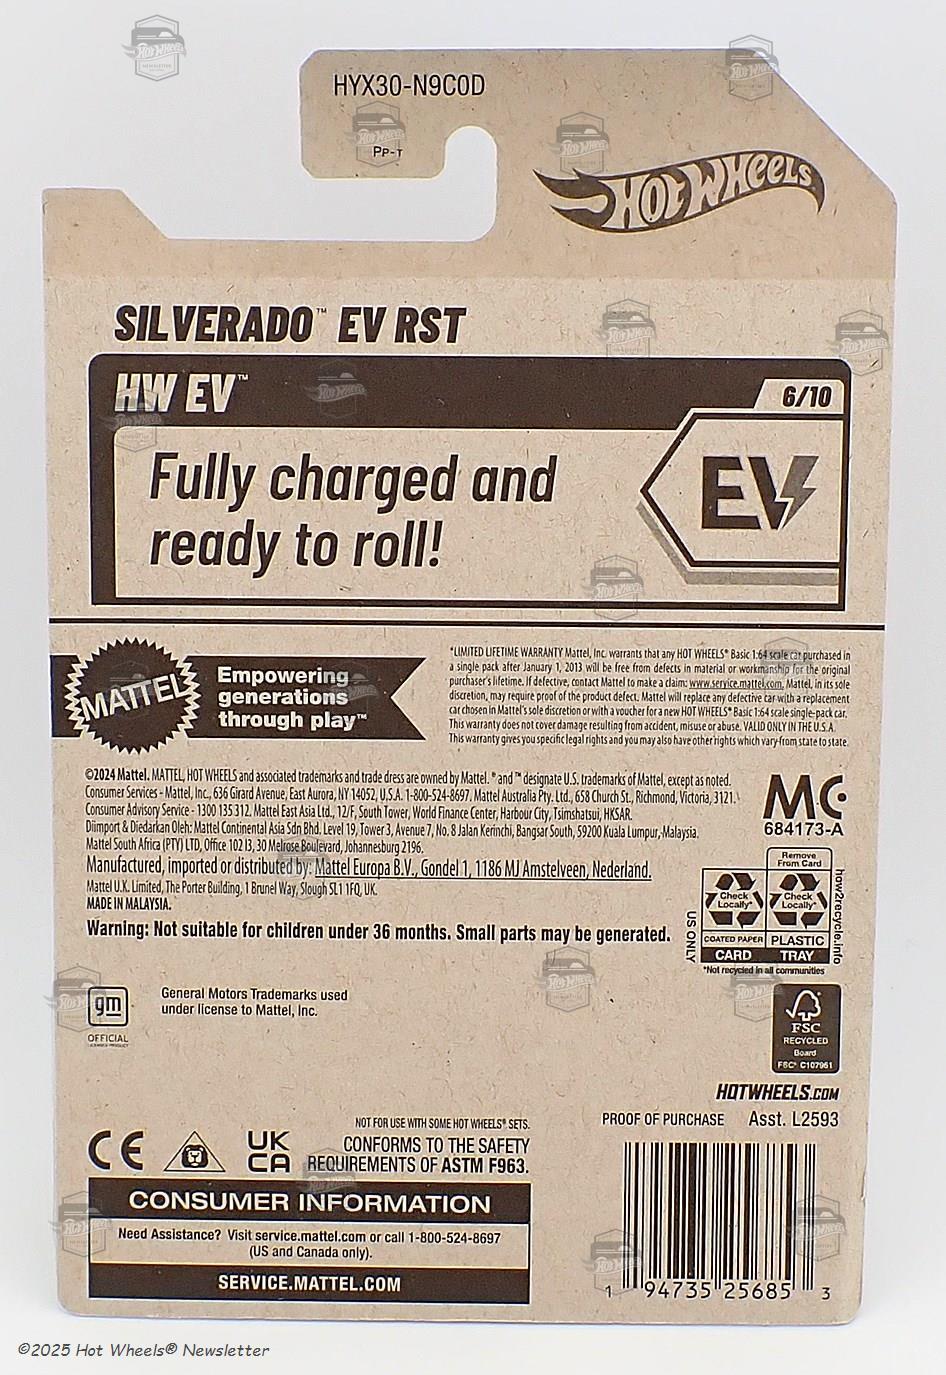 HYX30-N9C0D
Pp-T
HOT WHEELS
SILVERADO™ EV RST
HW EV™
6/10
Fully charged and
ready to roll!
EV
MATTEL
Empowering
generations
through play™
*LIMITED LIFETIME WARRANTY Mattel, Inc. warrants that any HOT WHEELS® Basic 1:64 scale car purchased in
a single pack after January 1, 2013 will be free from defects in material or workmanship for the original
purchaser's lifetime. If defective, contact Mattel to make a claim: www.service.mattel.com. Mattel, in its sole
discretion, may require proof of the product defect. Mattel will replace any defective car with a replacement
car chosen in Mattel's sole discretion or with a voucher for a new HOT WHEELS® Basic 1:64 scale single-pack car.
This warranty does not cover damage resulting from accident, misuse or abuse. VALID ONLY IN THE U.S.A.
This warranty gives you specific legal rights and you may also have other rights which vary from state to state.
©2024 Mattel. MATTEL, HOT WHEELS and associated trademarks and trade dress are owned by Mattel. ® and ™ designate U.S. trademarks of Mattel, except as noted.
Consumer Services - Mattel, Inc., 636 Girard Avenue, East Aurora, NY 14052, U.S.A. 1-800-524-8697. Mattel Australia Pty. Ltd., 658 Church St., Richmond, Victoria, 3121.
Consumer Advisory Service - 1300 135 312. Mattel East Asia Ltd., 12/F, South Tower, World Finance Center, Harbour City, Tsimshatsui, HKSAR.
Diimport & Diedarkan Oleh: Mattel Continental Asia Sdn Bhd. Level 19, Tower 3, Avenue 7, No. 8 Jalan Kerinchi, Bangsar South, 59200 Kuala Lumpur, Malaysia.
Mattel South Africa (PTY) LTD, Office 102 I3, 30 Melrose Boulevard, Johannesburg 2196.
Manufactured, imported or distributed by: Mattel Europa B.V., Gondel 1, 1186 MJ Amstelveen, Nederland.
Mattel U.K. Limited, The Porter Building, 1 Brunel Way, Slough SL1 1FQ, UK.
MADE IN MALAYSIA.
Warning: Not suitable for children under 36 months. Small parts may be generated.
MC
684173-A
Remove
From Card
Check
Locally*
Check
Locally*
COATED PAPER
PLASTIC
CARD
TRAY
US ONLY
how2recycle.info
*Not recycled in all communities
gm
OFFICIAL
LICENSED PRODUCT
General Motors Trademarks used
under license to Mattel, Inc.
FSC
RECYCLED
Board
FSC® C107961
HOTWHEELS.COM
PROOF OF PURCHASE Asst. L2593
NOT FOR USE WITH SOME HOT WHEELS® SETS.
CONFORMS TO THE SAFETY
REQUIREMENTS OF ASTM F963.
CE
UK
CA
CONSUMER INFORMATION
Need Assistance? Visit service.mattel.com or call 1-800-524-8697
(US and Canada only).
SERVICE.MATTEL.COM
1 94735 25685 3
©2025 Hot Wheels® Newsletter